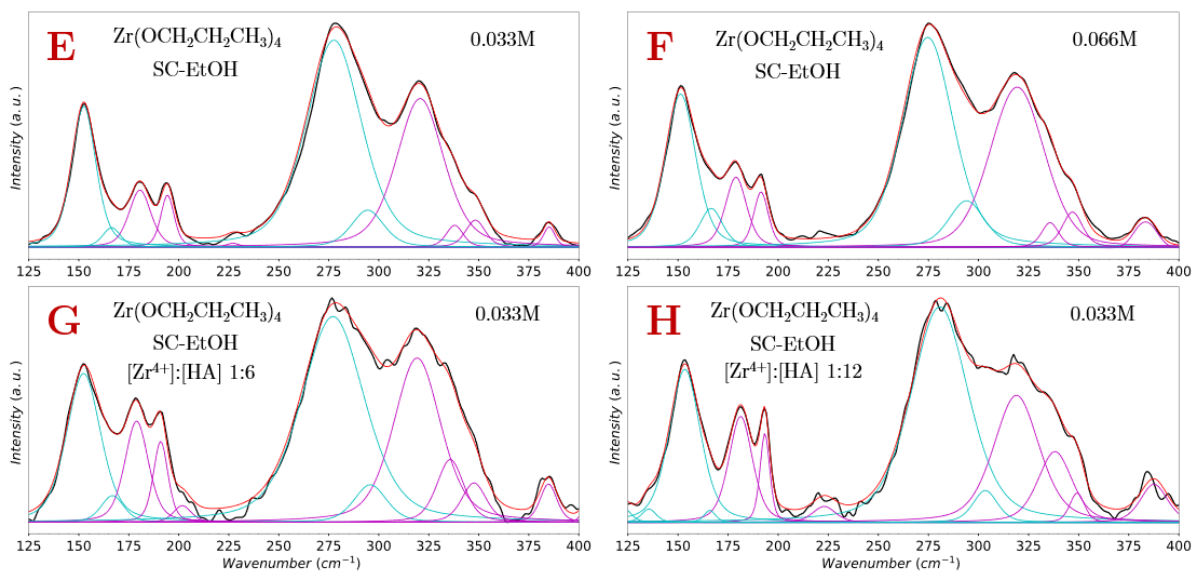 E
Zr(OCH₂CH₂CH₃)₄
SC-EtOH
0.033M
Intensity (a.u.)
125 150 175 200 225 250 275 300 325 350 375 400
F
Zr(OCH₂CH₂CH₃)₄
SC-EtOH
0.066M
Intensity (a.u.)
125 150 175 200 225 250 275 300 325 350 375 400
G
Zr(OCH₂CH₂CH₃)₄
SC-EtOH
[Zr⁴⁺]:[HA] 1:6
0.033M
Intensity (a.u.)
125 150 175 200 225 250 275 300 325 350 375 400
Wavenumber (cm⁻¹)
H
Zr(OCH₂CH₂CH₃)₄
SC-EtOH
[Zr⁴⁺]:[HA] 1:12
0.033M
Intensity (a.u.)
125 150 175 200 225 250 275 300 325 350 375 400
Wavenumber (cm⁻¹)